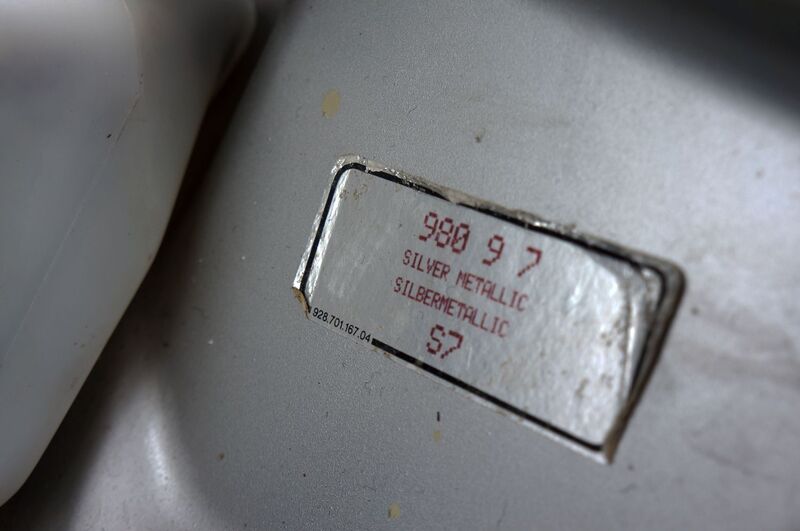 980 9 7
SILVER METALLIC
SILBERMETALLIC
S7
928.701.167.04